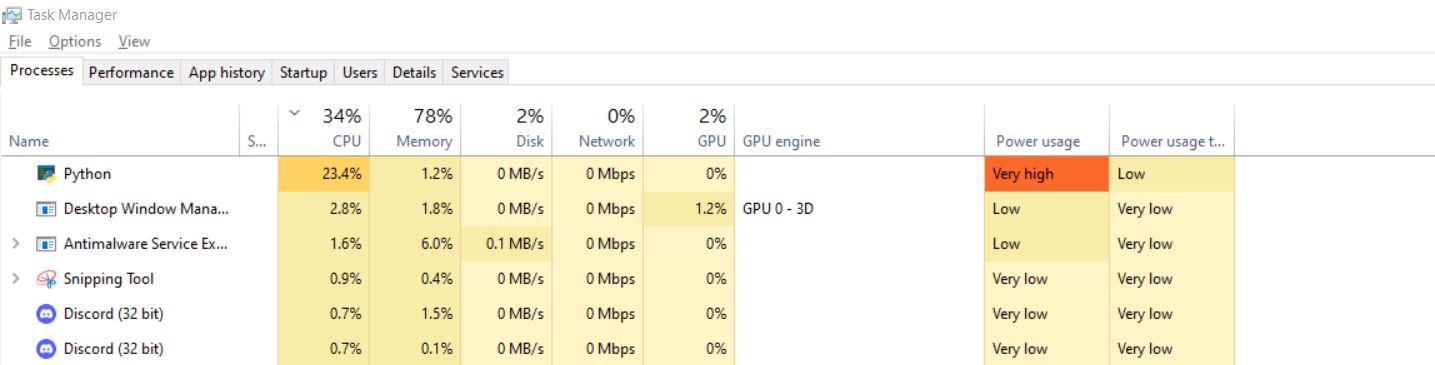 Task Manager
File Options View
Processes Performance App history Startup Users Details Services
34% 78% 2% 0% 2%
Name S... CPU Memory Disk Network GPU GPU engine Power usage Power usage t...
Python 23.4% 1.2% 0 MB/s 0 Mbps 0% Very high Low
Desktop Window Mana... 2.8% 1.8% 0 MB/s 0 Mbps 1.2% GPU 0 - 3D Low Very low
Antimalware Service Ex... 1.6% 6.0% 0.1 MB/s 0 Mbps 0% Low Very low
Snipping Tool 0.9% 0.4% 0 MB/s 0 Mbps 0% Very low Very low
Discord (32 bit) 0.7% 1.5% 0 MB/s 0 Mbps 0% Very low Very low
Discord (32 bit) 0.7% 0.1% 0 MB/s 0 Mbps 0% Very low Very low